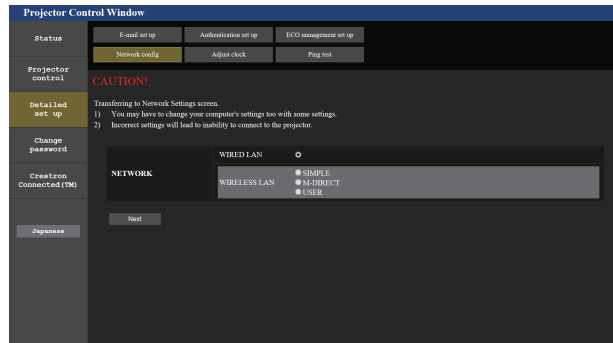 Projector Control Window
Status
E-mail set up
Authentication set up
ECO management set up
Network config
Adjust clock
Ping test
Projector
control
CAUTION!
Detailed
set up
Transferring to Network Settings screen.
1) You may have to change your computer's settings too with some settings.
2) Incorrect settings will lead to inability to connect to the projector.
Change
password
Crestron
Connected(TM)
NETWORK
WIRED LAN
WIRELESS LAN
SIMPLE
M-DIRECT
USER
Next
Japanese